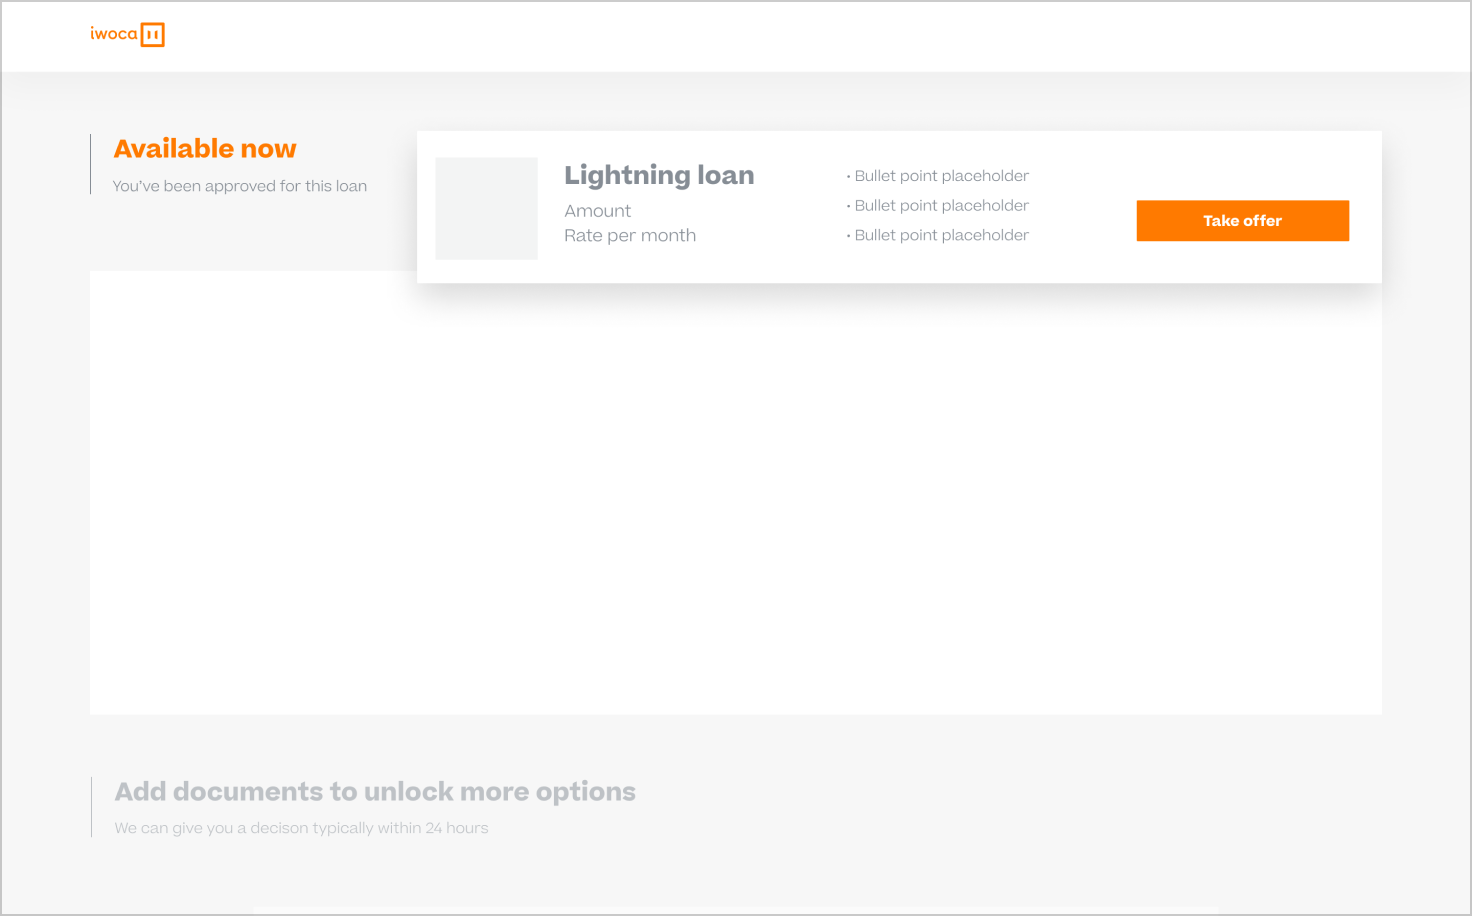 iwoca
Available now
You've been approved for this loan
Lightning loan
Amount
Rate per month
• Bullet point placeholder
• Bullet point placeholder
• Bullet point placeholder
Take offer
Add documents to unlock more options
We can give you a decison typically within 24 hours